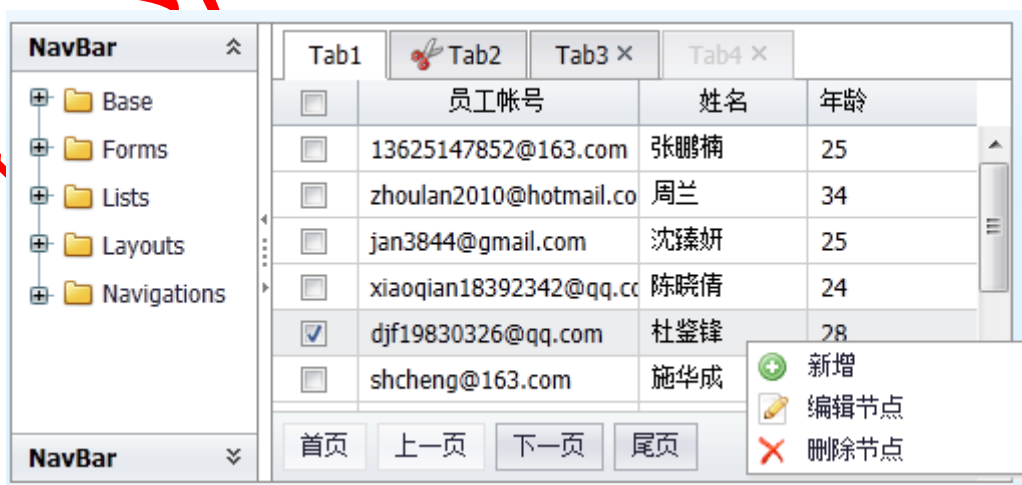 NavBar
Base
Forms
Lists
Layouts
Navigations
NavBar
Tab1 Tab2 Tab3 × Tab4 ×
员工帐号 姓名 年龄
13625147852@163.com 张鹏楠 25
zhoulan2010@hotmail.co 周兰 34
jan3844@gmail.com 沈臻妍 25
xiaoqian18392342@qq.cc 陈晓倩 24
djf19830326@qq.com 杜鉴锋 28
shcheng@163.com 施华成
首页 上一页 下一页 尾页
新增
编辑节点
删除节点